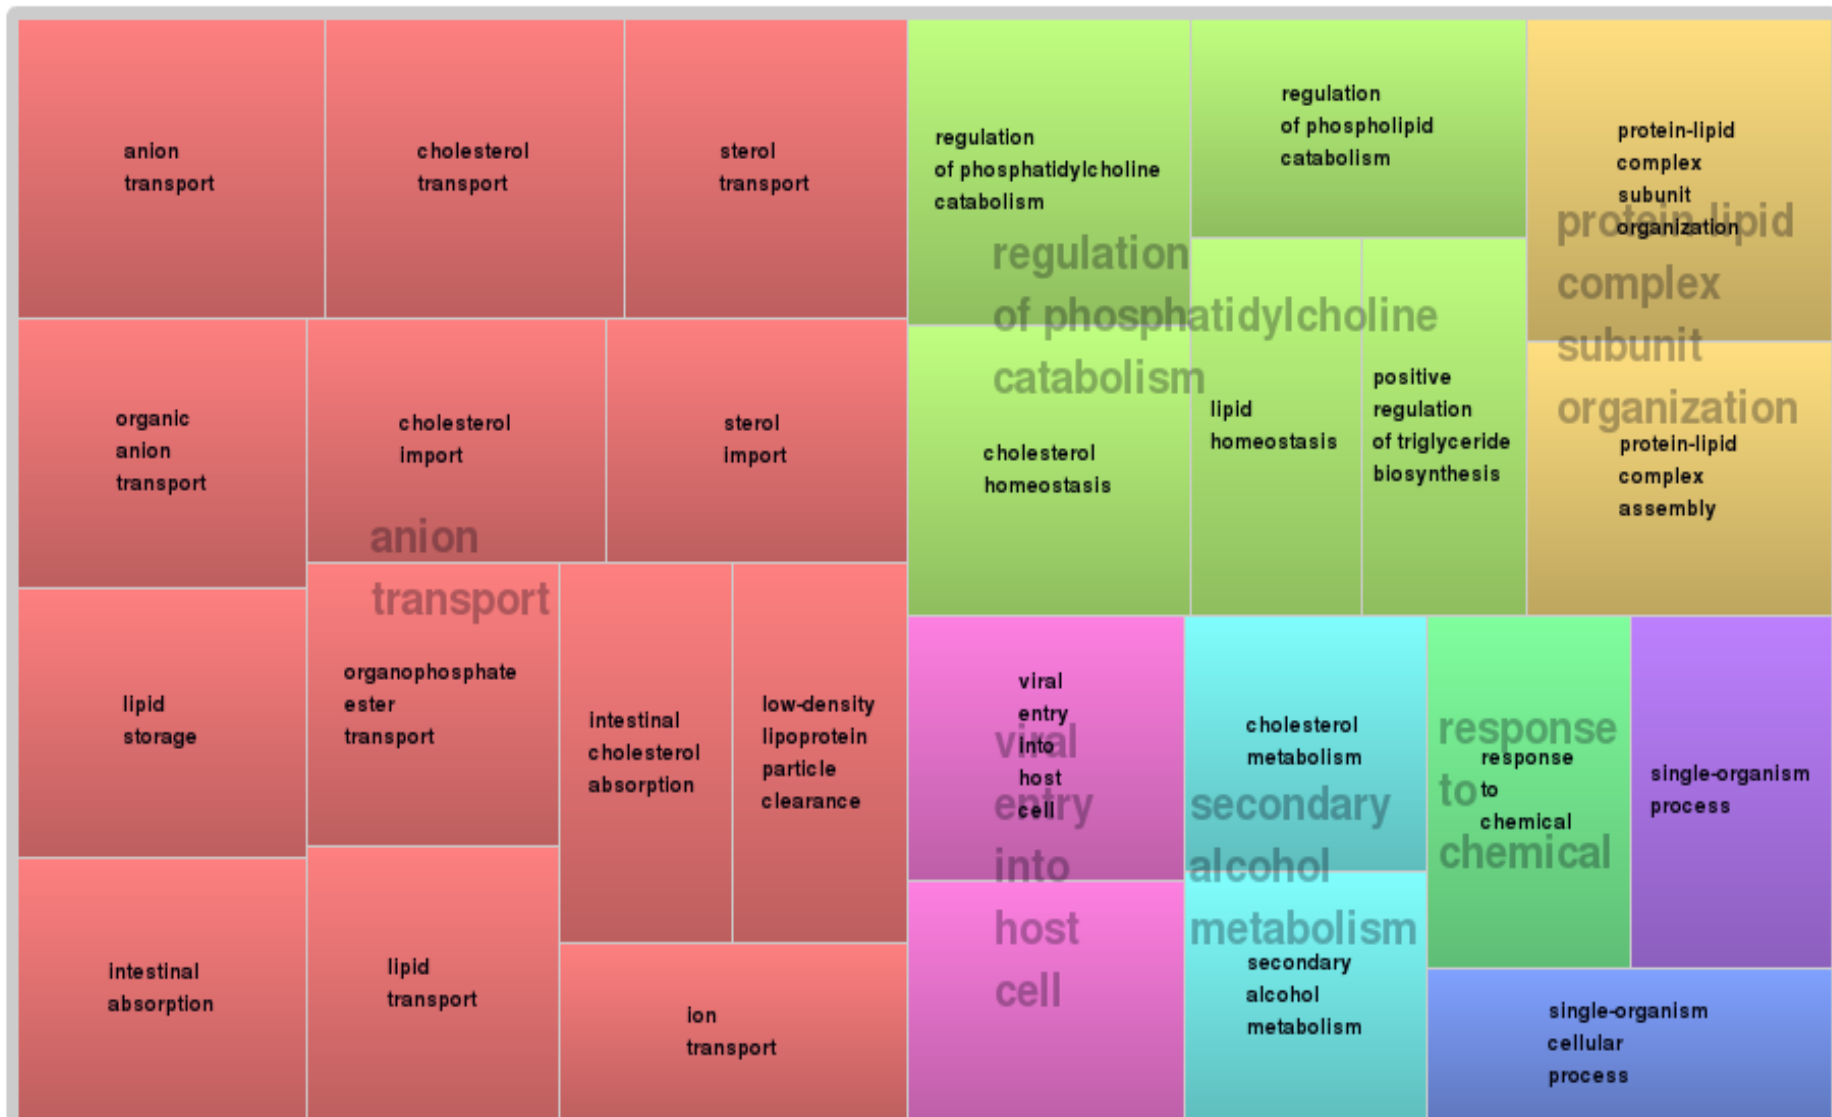 anion
transport
cholesterol
transport
sterol
transport
organic
anion
transport
cholesterol
import
sterol
import
anion
transport
lipid
storage
organophosphate
ester
transport
intestinal
cholesterol
absorption
low-density
lipoprotein
particle
clearance
intestinal
absorption
lipid
transport
ion
transport
regulation
of phosphatidylcholine
catabolism
regulation
of phospholipid
catabolism
regulation
of phosphatidylcholine
catabolism
cholesterol
homeostasis
lipid
homeostasis
positive
regulation
of triglyceride
biosynthesis
protein-lipid
complex
subunit
organization
protein-lipid
complex
subunit
organization
protein-lipid
complex
assembly
viral
entry
into
host
cell
viral
entry
into
host
cell
cholesterol
metabolism
secondary
alcohol
metabolism
secondary
alcohol
metabolism
response
to
chemical
response
to
chemical
single-organism
process
single-organism
cellular
process